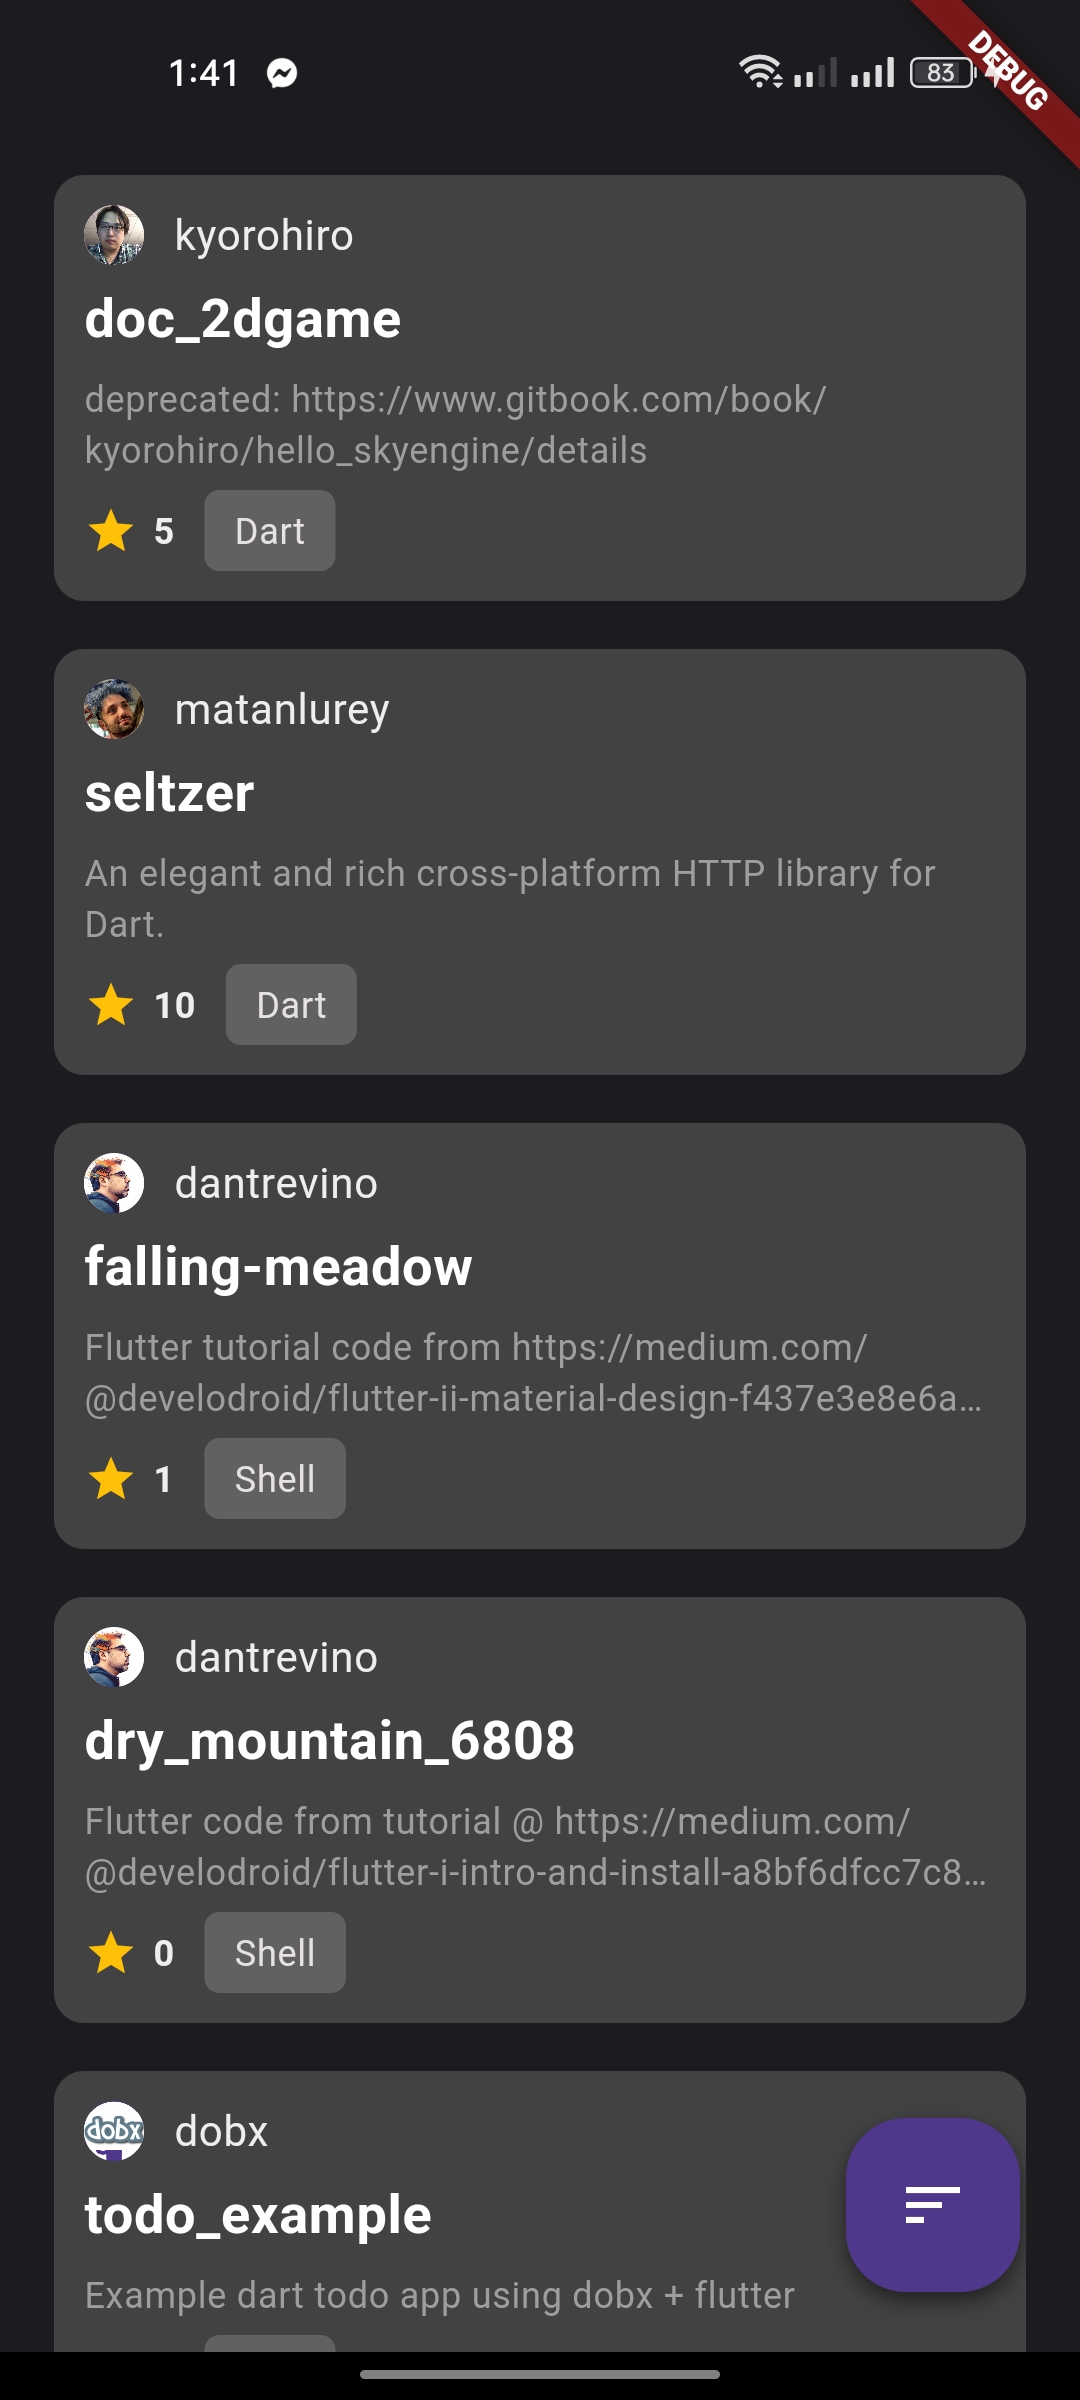 1:41
83
DEBUG
kyorohiro
doc_2dgame
deprecated: https://www.gitbook.com/book/
kyorohiro/hello_skyengine/details
5 Dart
matanlurey
seltzer
An elegant and rich cross-platform HTTP library for
Dart.
10 Dart
dantrevino
falling-meadow
Flutter tutorial code from https://medium.com/
@develodroid/flutter-ii-material-design-f437e3e8e6a…
1 Shell
dantrevino
dry_mountain_6808
Flutter code from tutorial @ https://medium.com/
@develodroid/flutter-i-intro-and-install-a8bf6dfcc7c8…
0 Shell
dobx
dobx
todo_example
Example dart todo app using dobx + flutter